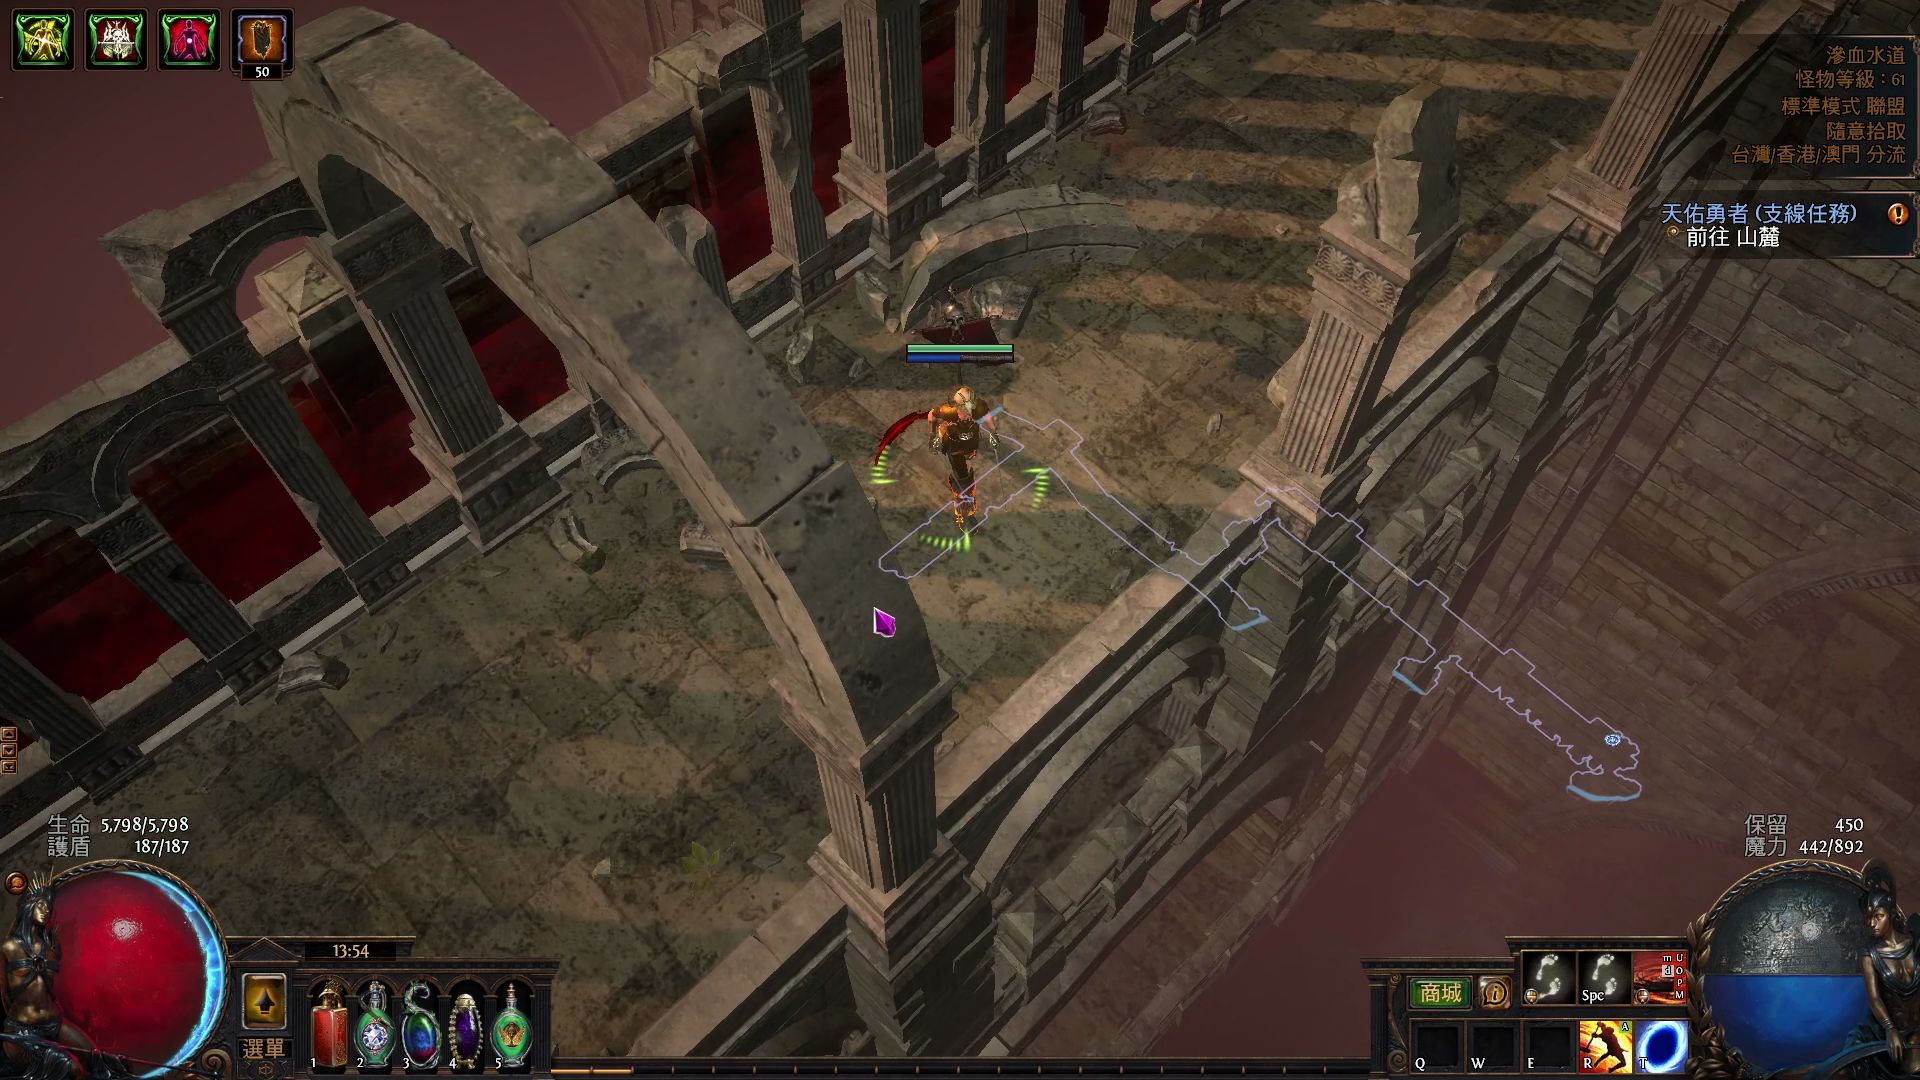 50
滲血水道
怪物等級：61
標準模式 聯盟
隨意拾取
台灣/香港/澳門 分流
天佑勇者 (支線任務)
前往 山麓
生命 5,798/5,798
護盾 187/187
保留 450
魔力 442/892
13:54
選單
1 2 3 4 5
商城
Spc
m U
d O
P
M
Q W E R T
A